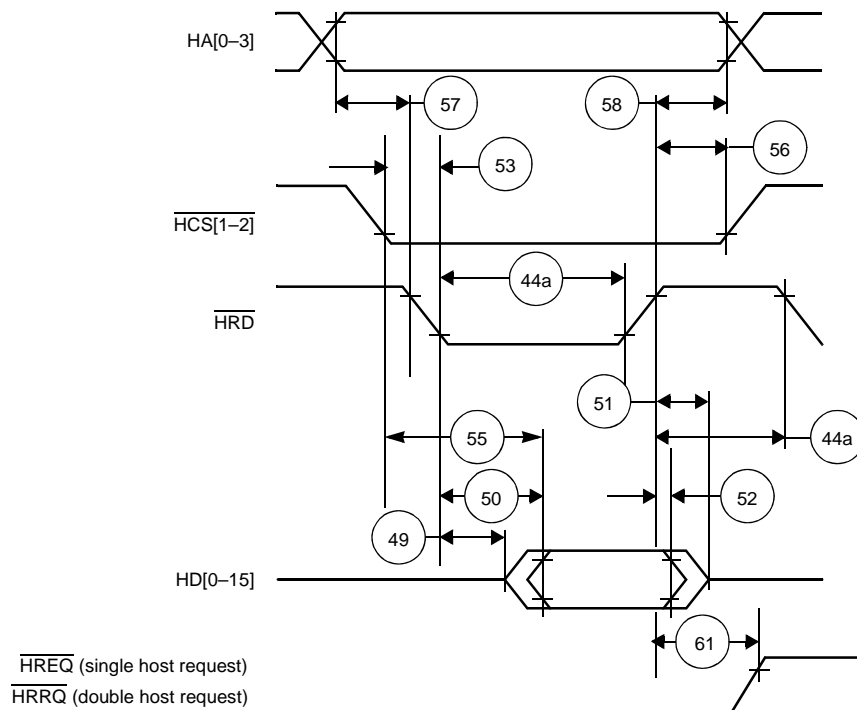 HA[0–3]
57
58
53
56
HCS[1–2]
44a
HRD
51
55
44a
50
52
49
HD[0–15]
61
HREQ (single host request)
HRRQ (double host request)